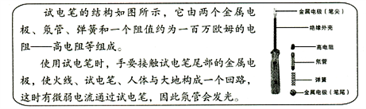 试电笔的结构如图所示，它由两个金属电
极、氖管、弹簧和一个阻值约为一百万欧姆的电
阻——高电阻等组成。
使用试电笔时，手要接触试电笔尾部的金属电
极，使火线、试电笔、人体与大地构成一个回路，
这时有微弱电流通过试电笔，因此氖管会发光。
金属电极(笔尖)
绝缘外壳
高电阻
氖管
弹簧
金属电极(笔尾)